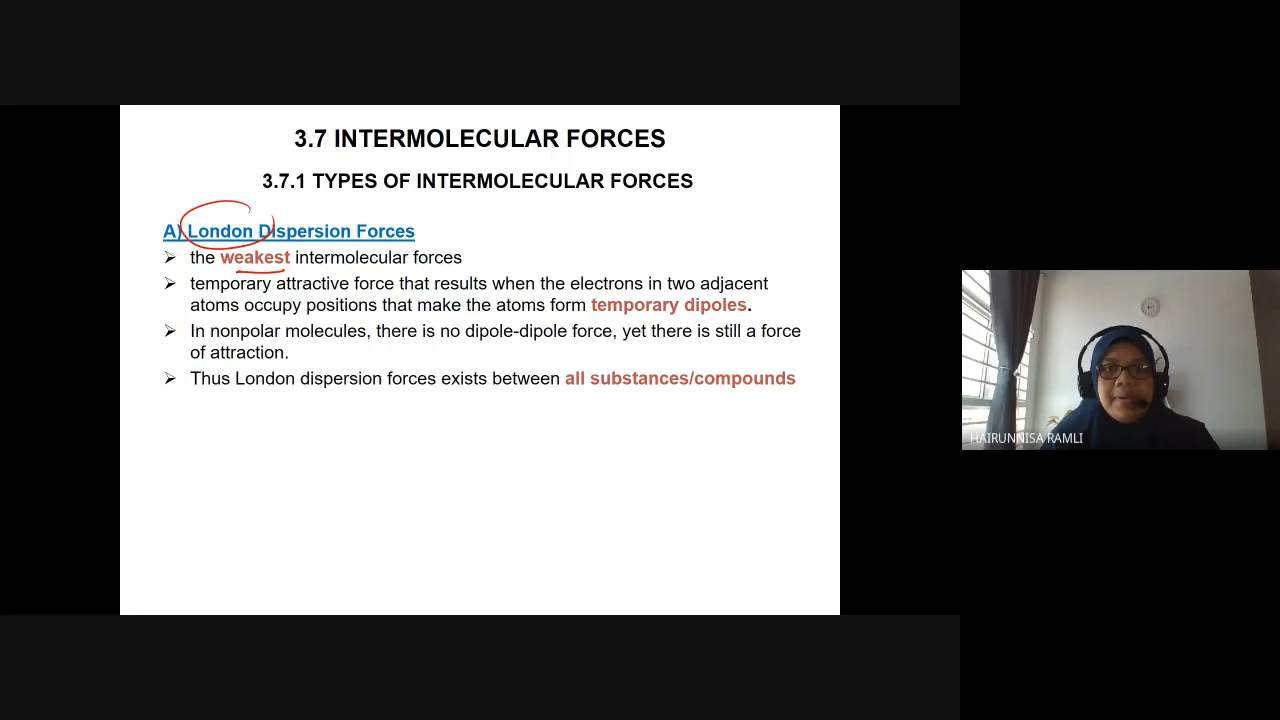 3.7 INTERMOLECULAR FORCES
3.7.1 TYPES OF INTERMOLECULAR FORCES
A) London Dispersion Forces
➢ the weakest intermolecular forces
➢ temporary attractive force that results when the electrons in two adjacent
atoms occupy positions that make the atoms form temporary dipoles.
➢ In nonpolar molecules, there is no dipole-dipole force, yet there is still a force
of attraction.
➢ Thus London dispersion forces exists between all substances/compounds
HAIRUNNISA RAMLI